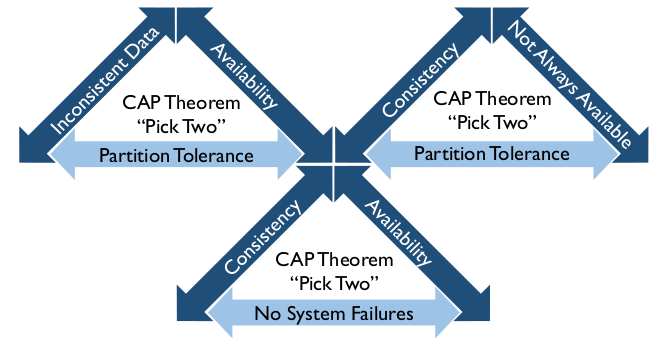 Inconsistent Data
Availability
CAP Theorem
“Pick Two”
Partition Tolerance
Consistency
Not Always Available
CAP Theorem
“Pick Two”
Partition Tolerance
Consistency
Availability
CAP Theorem
“Pick Two”
No System Failures